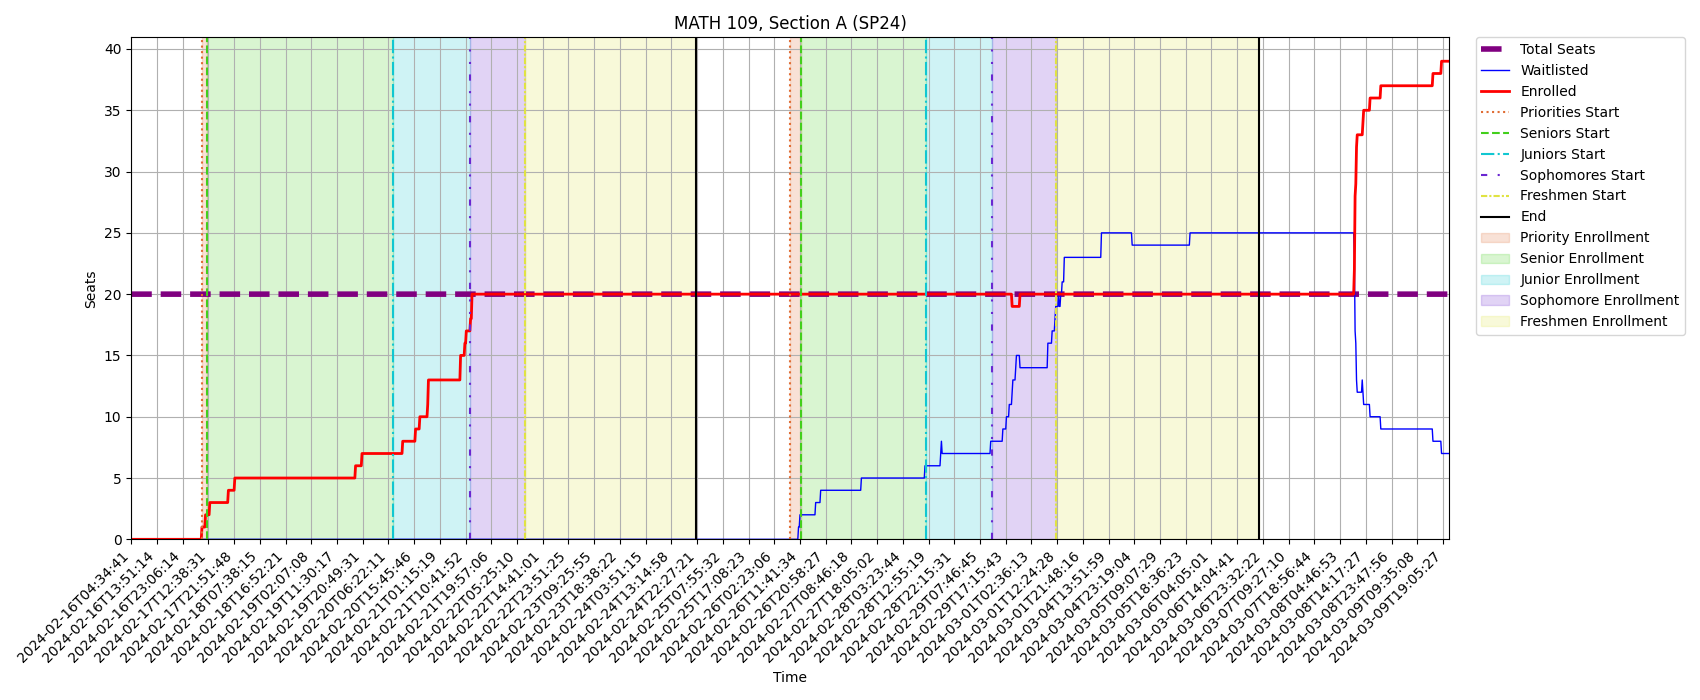 MATH 109, Section A (SP24)
40
35
30
25
20
15
10
5
0
Seats
2024-02-16T04:34:41
2024-02-16T13:51:14
2024-02-16T23:06:14
2024-02-17T12:38:31
2024-02-17T21:51:48
2024-02-18T07:38:15
2024-02-18T16:52:21
2024-02-19T02:07:08
2024-02-19T11:30:17
2024-02-19T20:49:31
2024-02-20T06:22:11
2024-02-20T15:45:46
2024-02-21T01:15:19
2024-02-21T10:41:52
2024-02-21T19:57:06
2024-02-22T05:25:10
2024-02-22T14:41:01
2024-02-22T23:51:25
2024-02-23T09:25:55
2024-02-23T18:38:22
2024-02-24T03:51:15
2024-02-24T13:14:58
2024-02-24T22:27:21
2024-02-25T07:55:32
2024-02-25T17:08:23
2024-02-26T02:23:06
2024-02-26T11:41:34
2024-02-26T20:58:27
2024-02-27T08:46:18
2024-02-27T18:05:02
2024-02-28T03:23:44
2024-02-28T12:55:19
2024-02-28T22:15:31
2024-02-29T07:46:45
2024-02-29T17:15:43
2024-03-01T02:36:13
2024-03-01T12:24:28
2024-03-01T21:48:16
2024-03-04T13:51:59
2024-03-04T23:19:04
2024-03-05T09:07:29
2024-03-05T18:36:23
2024-03-06T04:05:01
2024-03-06T14:04:41
2024-03-06T23:32:22
2024-03-07T09:27:10
2024-03-07T18:56:44
2024-03-08T04:46:53
2024-03-08T14:17:27
2024-03-08T23:47:56
2024-03-09T09:35:08
2024-03-09T19:05:27
Time
Total Seats
Waitlisted
Enrolled
Priorities Start
Seniors Start
Juniors Start
Sophomores Start
Freshmen Start
End
Priority Enrollment
Senior Enrollment
Junior Enrollment
Sophomore Enrollment
Freshmen Enrollment